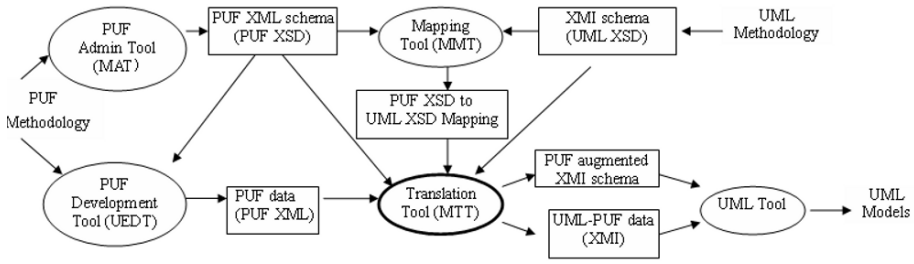 PUF
Admin Tool
(MAT)
PUF XML schema
(PUF XSD)
Mapping
Tool (MMT)
XMI schema
(UML XSD)
UML
Methodology
PUF
Methodology
PUF XSD to
UML XSD Mapping
PUF
Development
Tool (UEDT)
PUF data
(PUF XML)
Translation
Tool (MTT)
PUF augmented
XMI schema
UML-PUF data
(XMI)
UML Tool
UML
Models